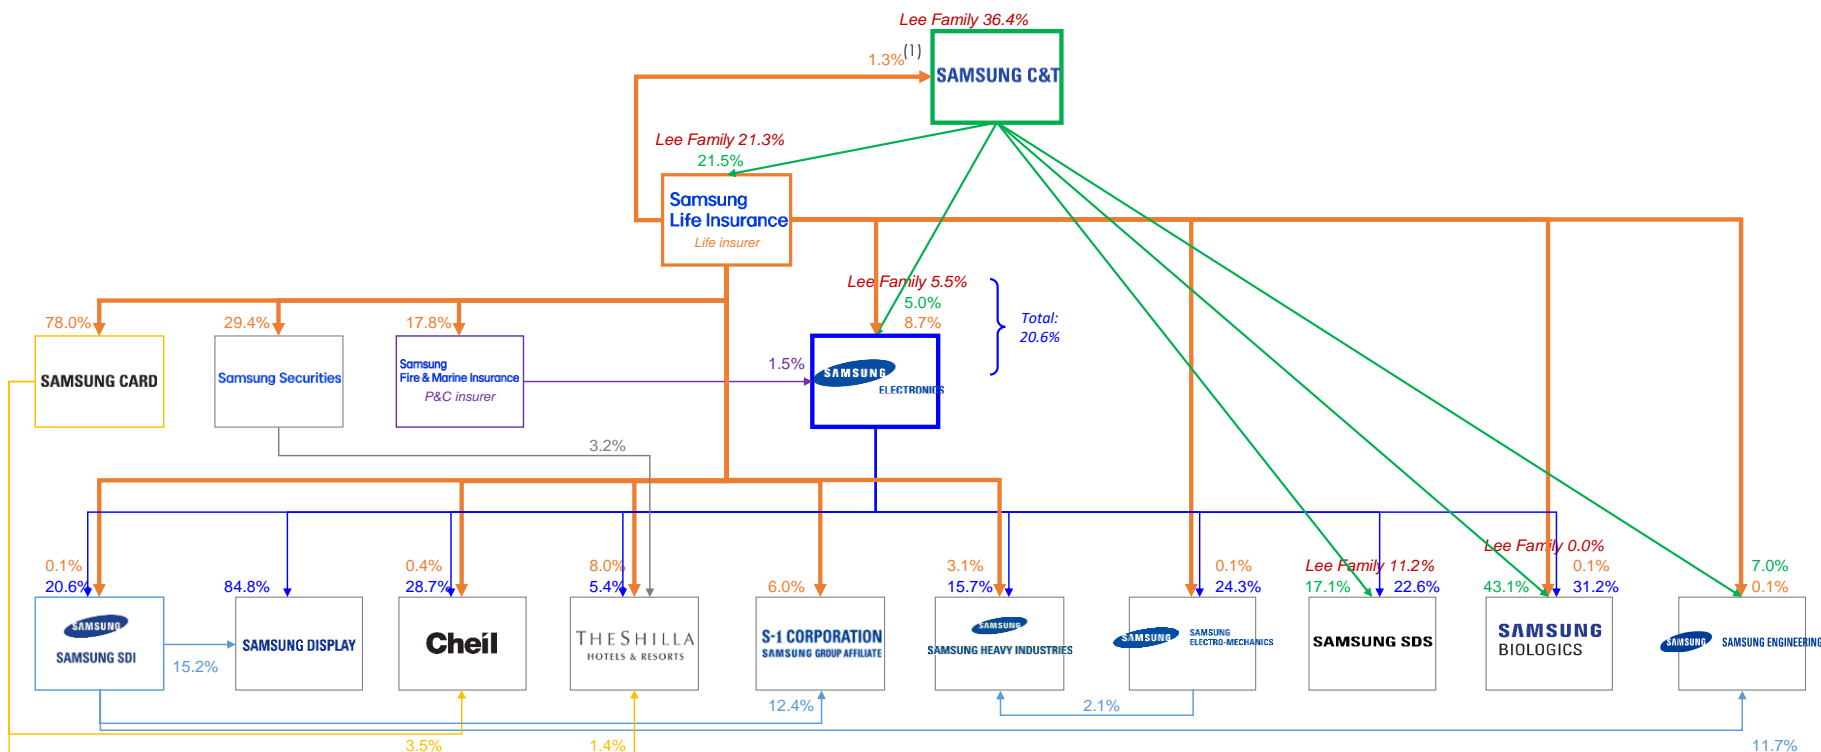 Lee Family 36.4%
1.3%(1)
SAMSUNG C&T
Lee Family 21.3%
21.5%
Samsung
Life Insurance
Life insurer
Lee Family 5.5%
5.0%
8.7%
Total:
20.6%
78.0%
29.4%
17.8%
SAMSUNG CARD
Samsung Securities
Samsung
Fire & Marine Insurance
P&C insurer
1.5%
SAMSUNG
ELECTRONICS
3.2%
0.1%
20.6%
84.8%
0.4%
28.7%
8.0%
5.4%
6.0%
3.1%
15.7%
0.1%
24.3%
Lee Family 11.2%
17.1%
22.6%
Lee Family 0.0%
0.1%
43.1%
31.2%
7.0%
0.1%
SAMSUNG
SAMSUNG SDI
15.2%
SAMSUNG DISPLAY
Cheil
THE SHILLA
HOTELS & RESORTS
S-1 CORPORATION
SAMSUNG GROUP AFFILIATE
SAMSUNG
SAMSUNG HEAVY INDUSTRIES
SAMSUNG
SAMSUNG
ELECTRO-MECHANICS
SAMSUNG SDS
SAMSUNG
BIOLOGICS
SAMSUNG
SAMSUNG ENGINEERING
12.4%
2.1%
3.5%
1.4%
11.7%